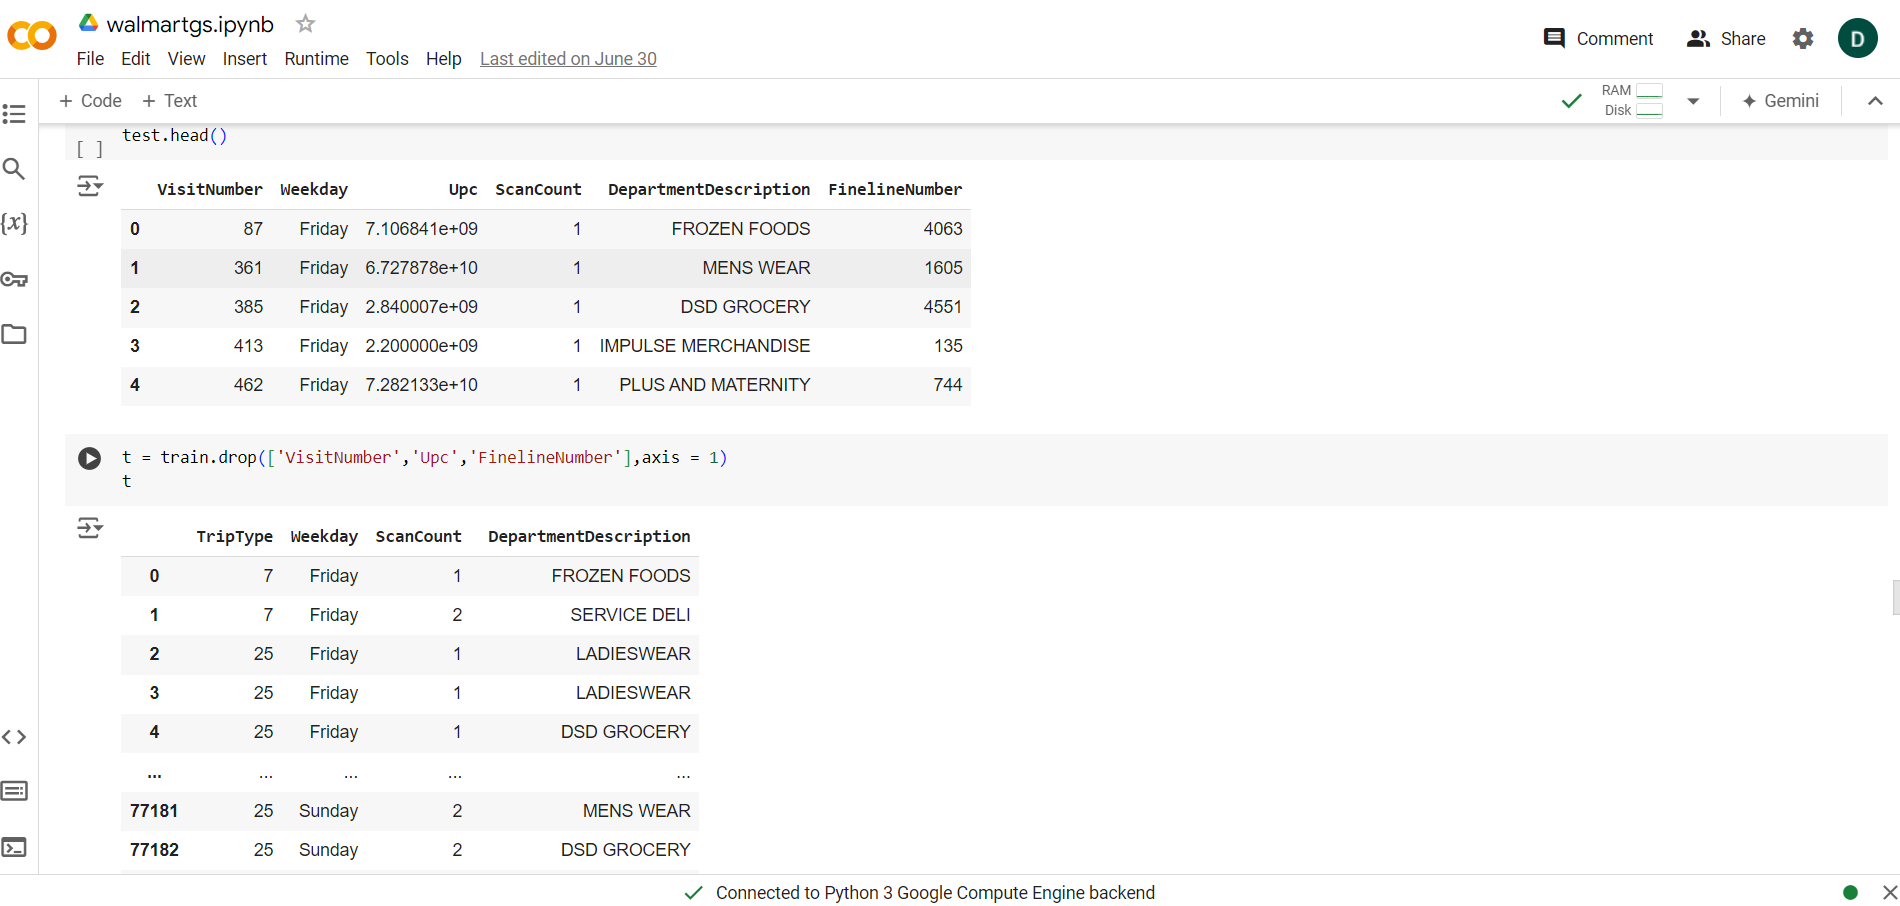 walmartgs.ipynb
File Edit View Insert Runtime Tools Help Last edited on June 30
Comment Share D
+ Code + Text
RAM
Disk
Gemini
[ ] test.head()
VisitNumber Weekday Upc ScanCount DepartmentDescription FinelineNumber
0 87 Friday 7.106841e+09 1 FROZEN FOODS 4063
1 361 Friday 6.727878e+10 1 MENS WEAR 1605
2 385 Friday 2.840007e+09 1 DSD GROCERY 4551
3 413 Friday 2.200000e+09 1 IMPULSE MERCHANDISE 135
4 462 Friday 7.282133e+10 1 PLUS AND MATERNITY 744
t = train.drop(['VisitNumber','Upc','FinelineNumber'],axis = 1)
t
TripType Weekday ScanCount DepartmentDescription
0 7 Friday 1 FROZEN FOODS
1 7 Friday 2 SERVICE DELI
2 25 Friday 1 LADIESWEAR
3 25 Friday 1 LADIESWEAR
4 25 Friday 1 DSD GROCERY
... ... ... ... ...
77181 25 Sunday 2 MENS WEAR
77182 25 Sunday 2 DSD GROCERY
Connected to Python 3 Google Compute Engine backend